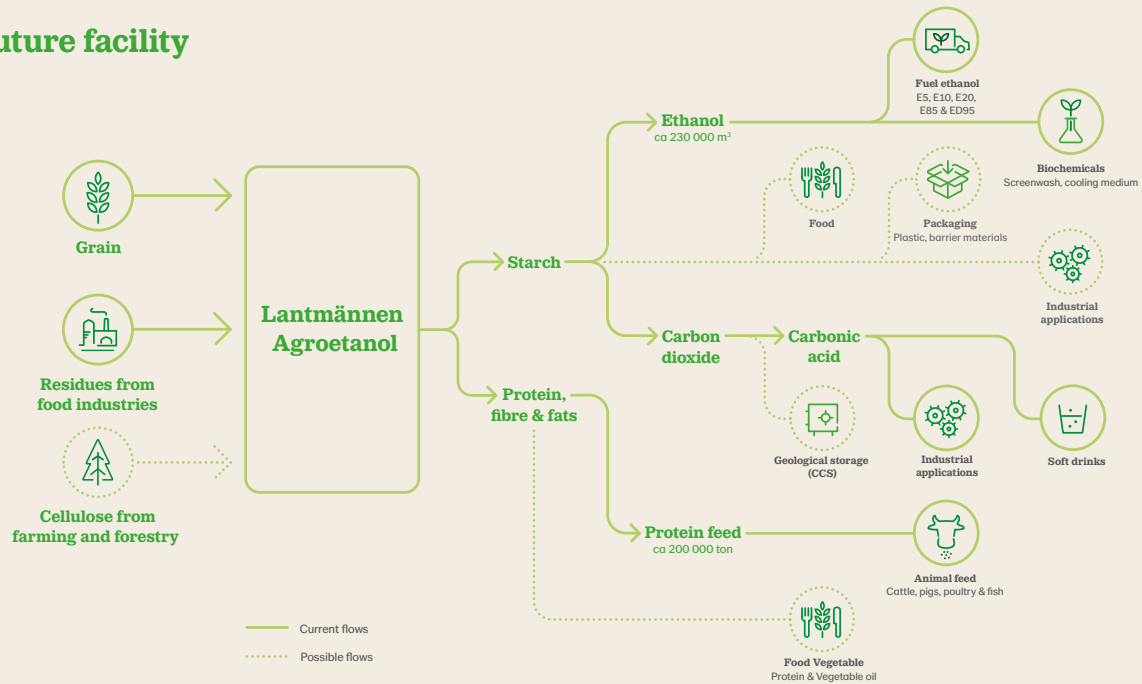 uture facility
Grain
Residues from
food industries
Cellulose from
farming and forestry
Lantmännen
Agroetanol
Starch
Protein,
fibre & fats
Ethanol
ca 230 000 m³
Fuel ethanol
E5, E10, E20,
E85 & ED95
Biochemicals
Screenwash, cooling medium
Food
Packaging
Plastic, barrier materials
Industrial
applications
Carbon
dioxide
Carbonic
acid
Geological storage
(CCS)
Industrial
applications
Soft drinks
Protein feed
ca 200 000 ton
Animal feed
Cattle, pigs, poultry & fish
Food Vegetable
Protein & Vegetable oil
Current flows
Possible flows